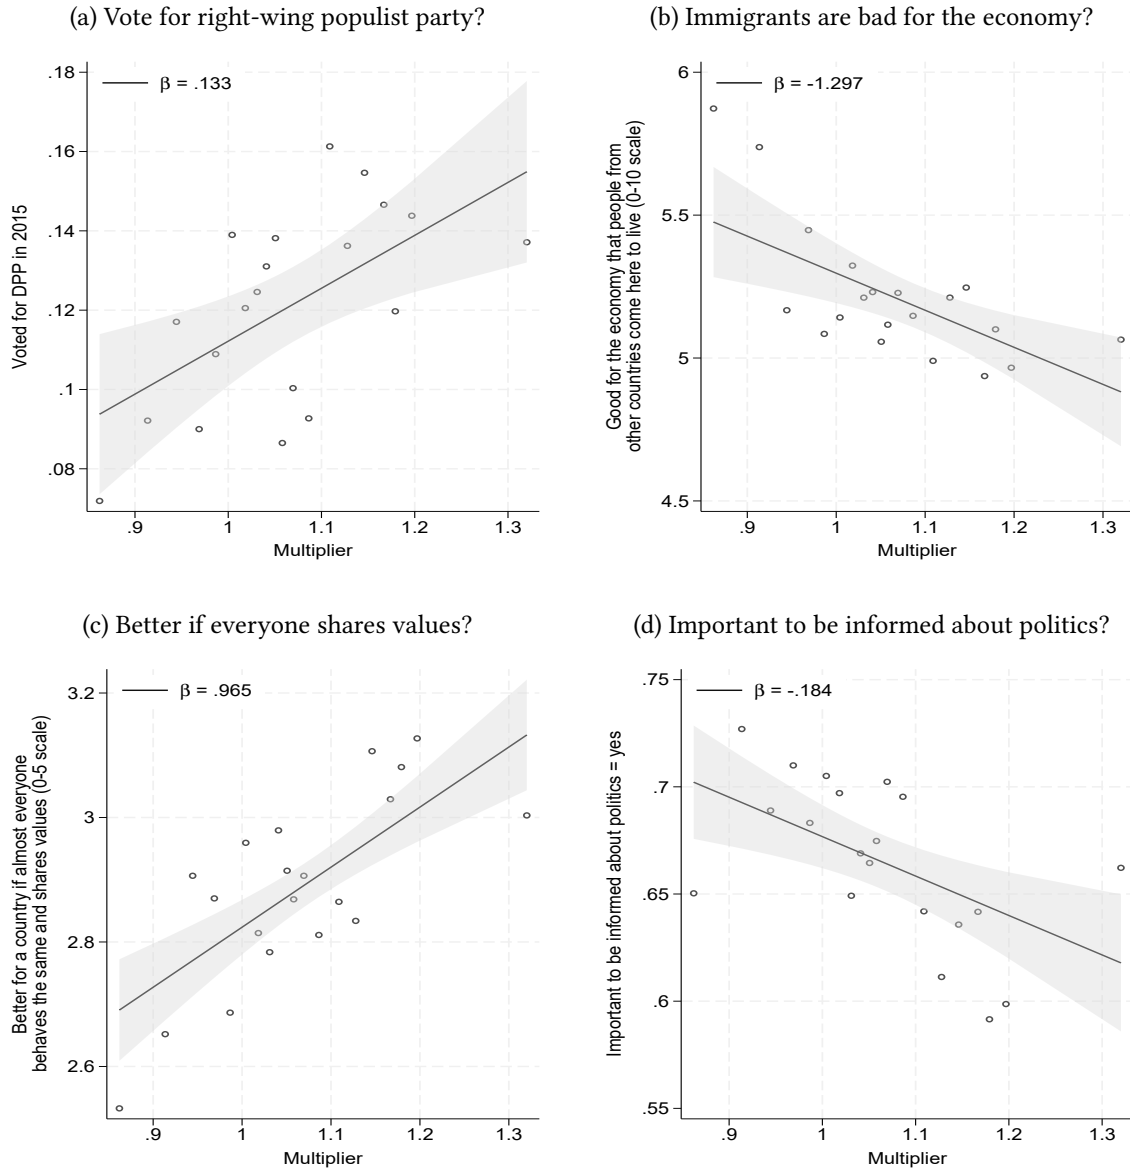 (a) Vote for right-wing populist party?
β = .133
Voted for DPP in 2015
.18
.16
.14
.12
.1
.08
.9 1 1.1 1.2 1.3
Multiplier
(b) Immigrants are bad for the economy?
β = -1.297
Good for the economy that people from
other countries come here to live (0-10 scale)
6
5.5
5
4.5
.9 1 1.1 1.2 1.3
Multiplier
(c) Better if everyone shares values?
β = .965
Better for a country if almost everyone
behaves the same and shares values (0-5 scale)
3.2
3
2.8
2.6
.9 1 1.1 1.2 1.3
Multiplier
(d) Important to be informed about politics?
β = -.184
Important to be informed about politics = yes
.75
.7
.65
.6
.55
.9 1 1.1 1.2 1.3
Multiplier